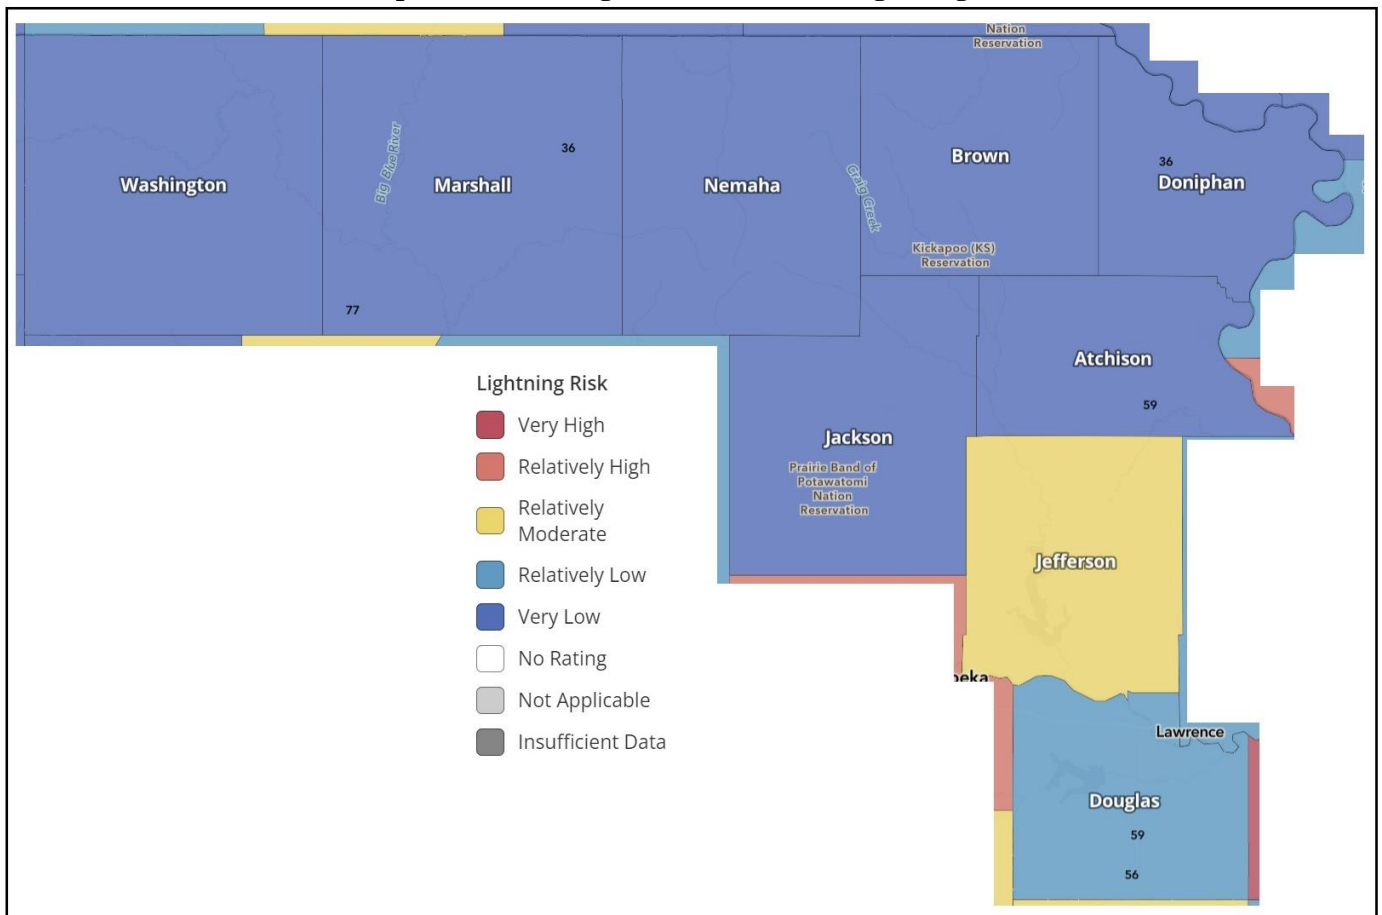 Nation
Reservation
36
Brown
36
Washington
Big Blue River
Marshall
Nemaha
Craig Creek
Doniphan
Kickapoo (KS)
Reservation
77
Atchison
59
Lightning Risk
Very High
Relatively High
Relatively
Moderate
Relatively Low
Very Low
No Rating
Not Applicable
Insufficient Data
Jackson
Prairie Band of
Potawatomi
Nation
Reservation
Jefferson
peka
Lawrence
Douglas
59
56